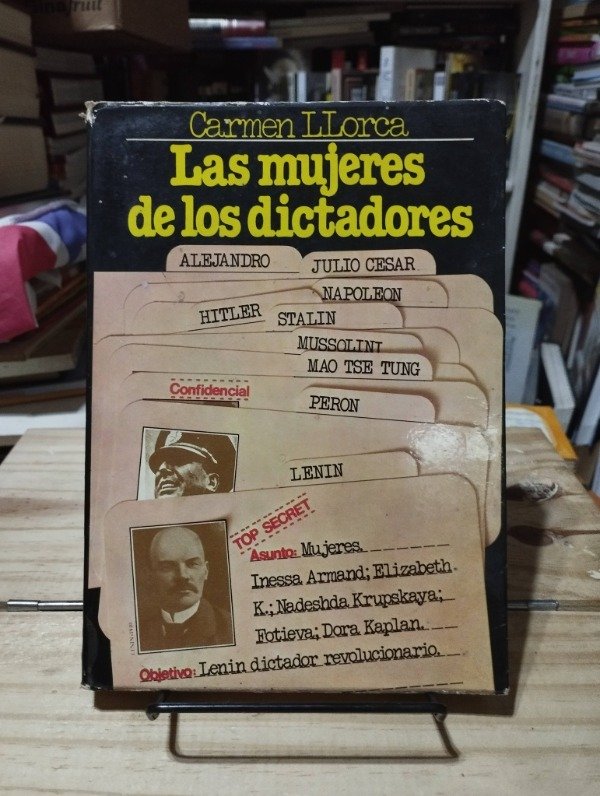 Carmen LLorca
Las mujeres
de los dictadores
ALEJANDRO
JULIO CESAR
NAPOLEON
HITLER
STALIN
MUSSOLINI
MAO TSE TUNG
Confidencial
PERON
LENIN
TOP SECRET
Asunto: Mujeres.
Inessa Armand; Elizabeth
K.; Nadeshda Krupskaya;
Fotieva; Dora Kaplan.
Objetivo: Lenin dictador revolucionario.